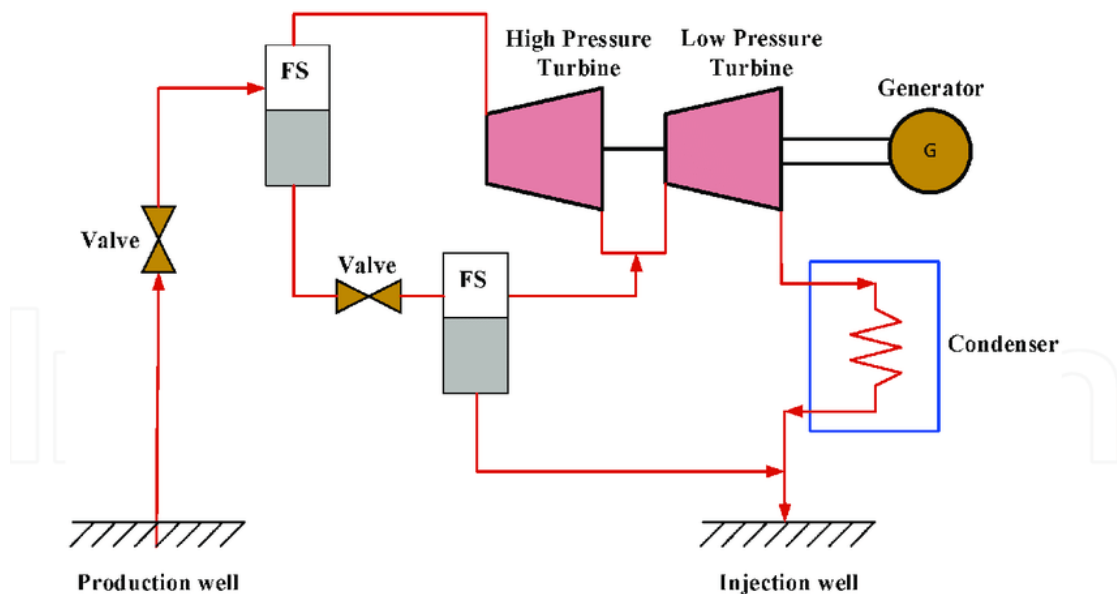 High Pressure
Turbine
Low Pressure
Turbine
Generator
FS
G
Valve
Valve
FS
Condenser
Production well
Injection well